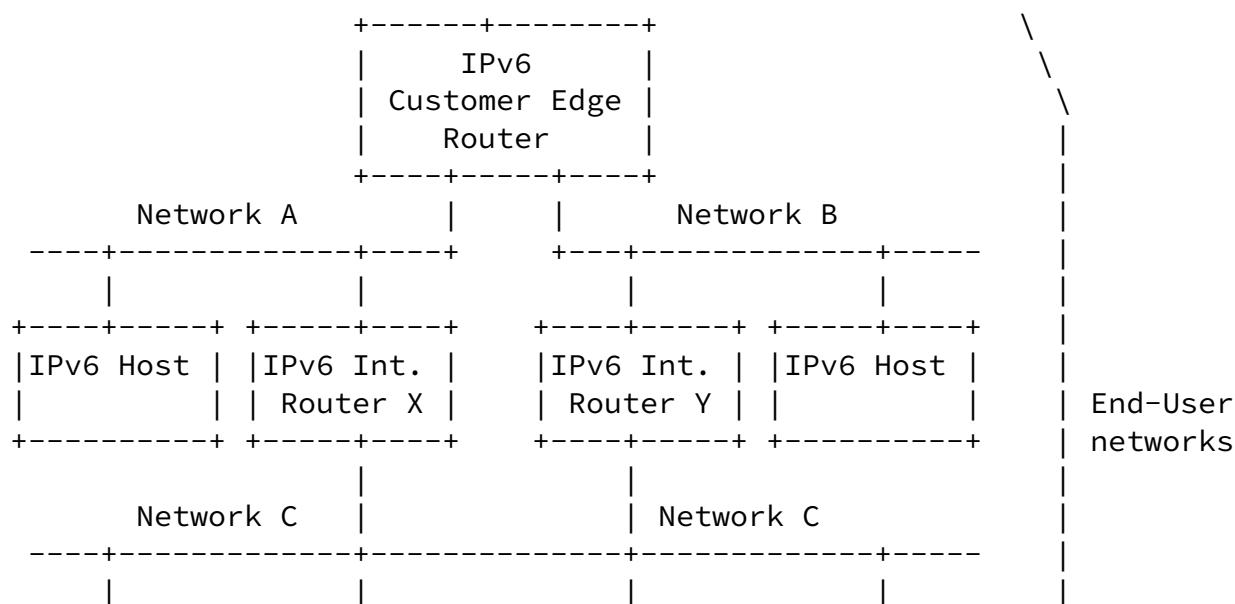 IPv6
Customer Edge
Router
Network A Network B
IPv6 Host IPv6 Int. IPv6 Int. IPv6 Host
Router X Router Y End-User
networks
Network C Network C